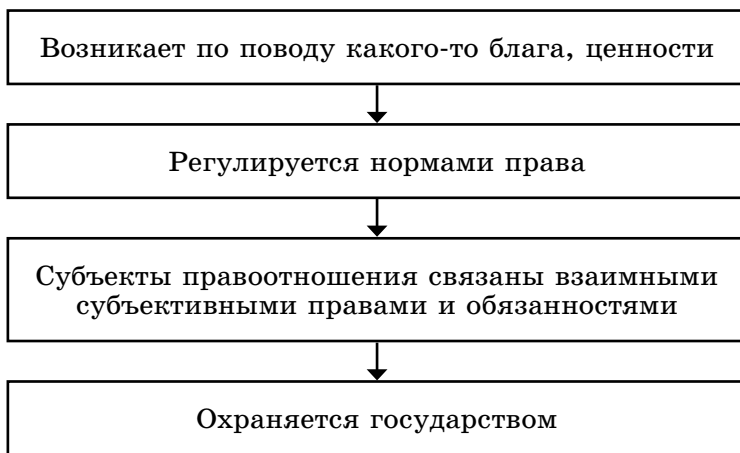 Возникает по поводу какого-то блага, ценности
Регулируется нормами права
Субъекты правоотношения связаны взаимными
субъективными правами и обязанностями
Охраняется государством